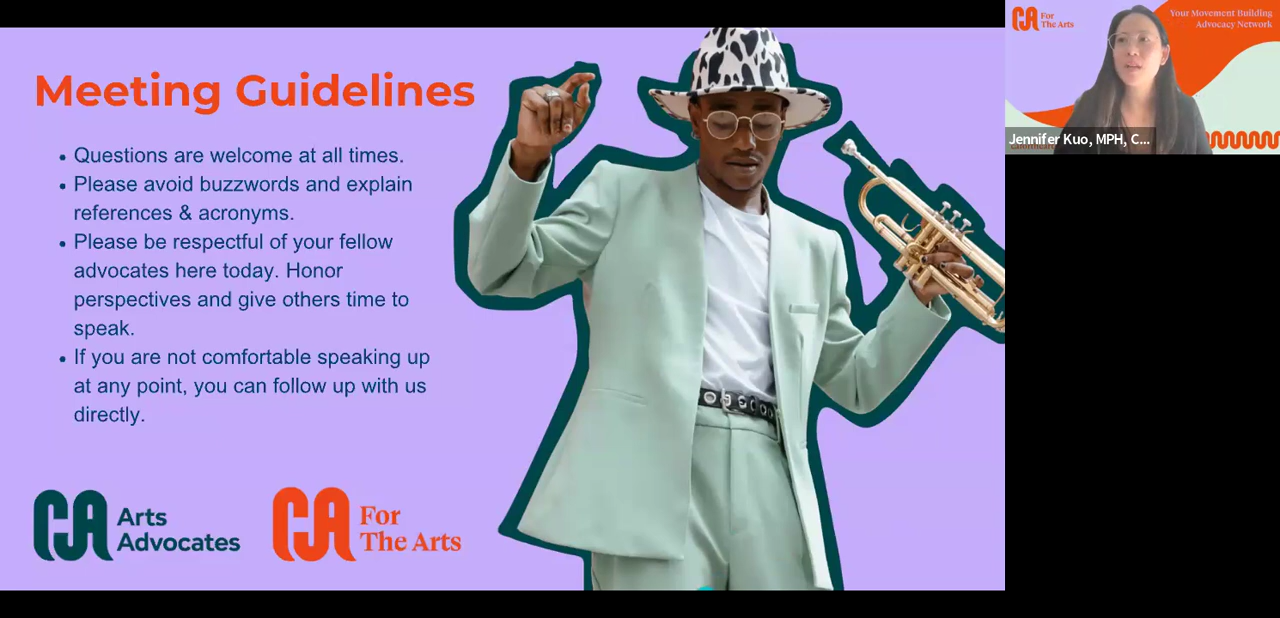 Meeting Guidelines
• Questions are welcome at all times.
• Please avoid buzzwords and explain
references & acronyms.
• Please be respectful of your fellow
advocates here today. Honor
perspectives and give others time to
speak.
• If you are not comfortable speaking up
at any point, you can follow up with us
directly.
CA Arts
Advocates
CA For
The Arts
CA For
The Arts
Your Movement Building
Advocacy Network
Jennifer Kuo, MPH, C...